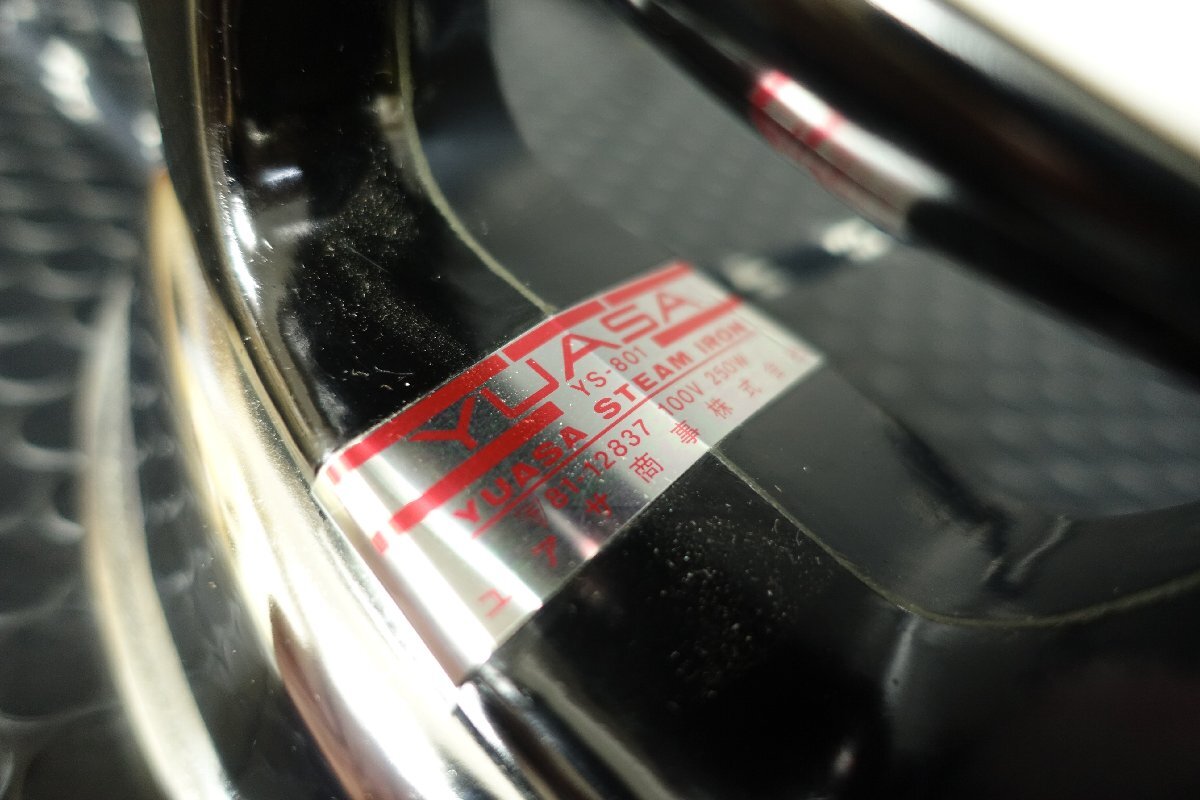 YUASA
YS-801
YUASA STEAM IRON
81-12837 100V 250W
ユアサ商事株式会社